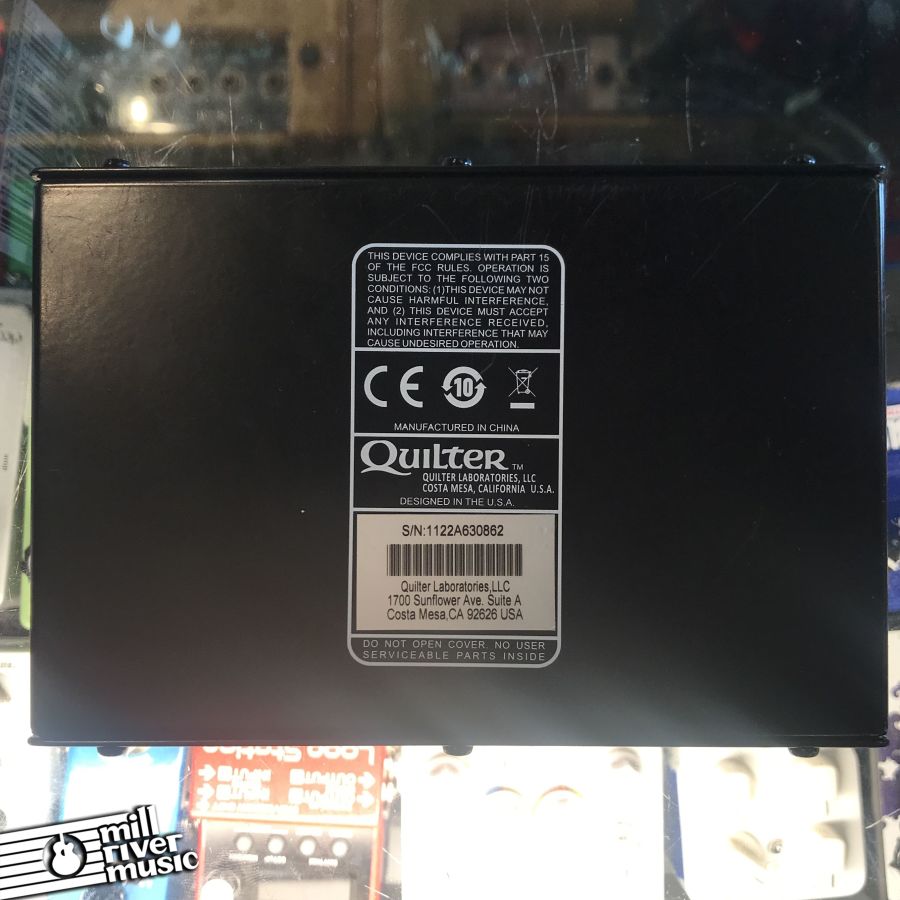 THIS DEVICE COMPLIES WITH PART 15
OF THE FCC RULES. OPERATION IS
SUBJECT TO THE FOLLOWING TWO
CONDITIONS: (1)THIS DEVICE MAY NOT
CAUSE HARMFUL INTERFERENCE,
AND (2) THIS DEVICE MUST ACCEPT
ANY INTERFERENCE RECEIVED,
INCLUDING INTERFERENCE THAT MAY
CAUSE UNDESIRED OPERATION.
CE 10
MANUFACTURED IN CHINA
QUILTER TM
QUILTER LABORATORIES, LLC
COSTA MESA, CALIFORNIA U.S.A.
DESIGNED IN THE U.S.A.
S/N:1122A630862
Quilter Laboratories,LLC
1700 Sunflower Ave. Suite A
Costa Mesa,CA 92626 USA
DO NOT OPEN COVER. NO USER
SERVICEABLE PARTS INSIDE
Loop Station
mill
river
music